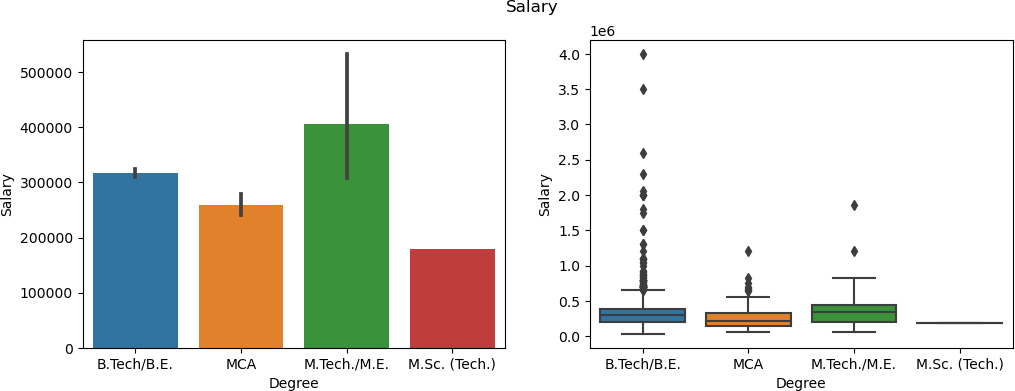 Salary
Salary
500000
400000
300000
200000
100000
0
B.Tech/B.E. MCA M.Tech./M.E. M.Sc. (Tech.)
Degree
1e6
Salary
4.0
3.5
3.0
2.5
2.0
1.5
1.0
0.5
0.0
B.Tech/B.E. MCA M.Tech./M.E. M.Sc. (Tech.)
Degree